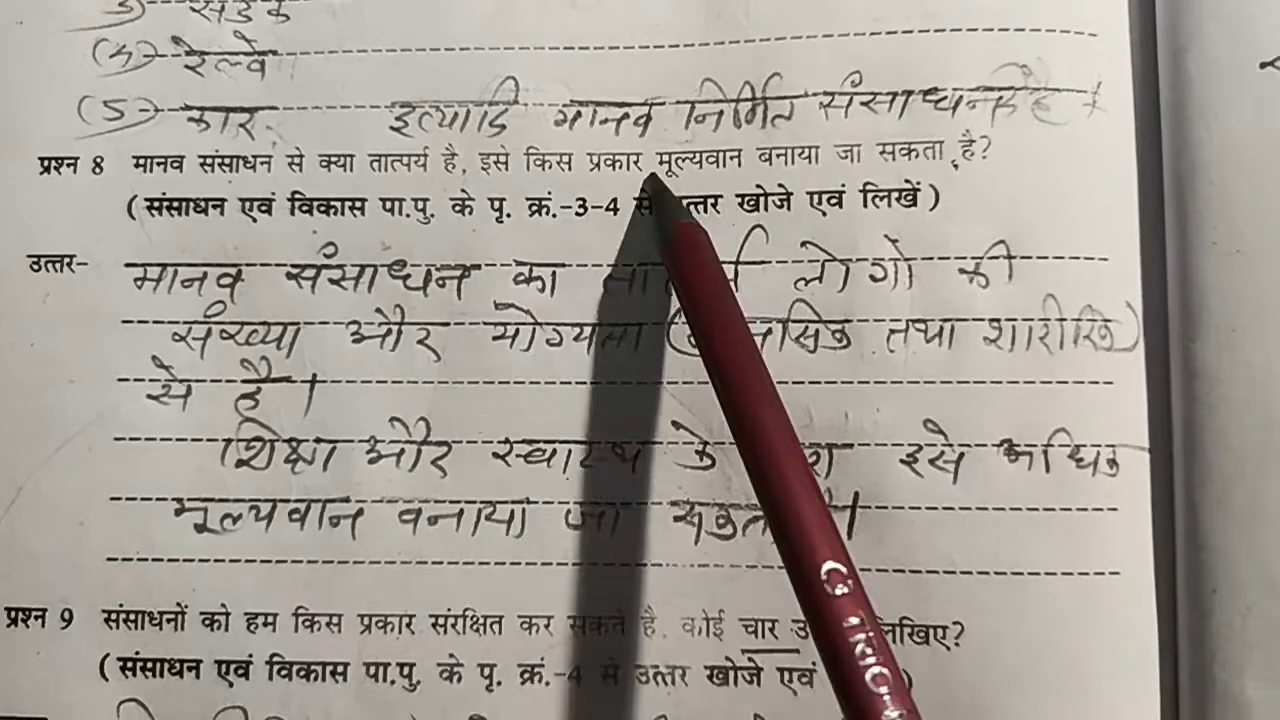 3) सडक
(4) रेल्वे
(5) कार. इत्यादि मानव निर्मित संसाधन है
प्रश्न 8 मानव संसाधन से क्या तात्पर्य है, इसे किस प्रकार मूल्यवान बनाया जा सकता है?
(संसाधन एवं विकास पा.पु. के पृ. क्रं.-3-4 से त्तर खोजे एवं लिखें)
उत्तर- मानव संसाधन का लोगो की
संख्या और योग्यता ( तथा शारीरिक)
से है।
शिक्षा और स्वास्थ्य के इसे अधिक
मूल्यवान बनाया जा सकता
प्रश्न 9 संसाधनों को हम किस प्रकार संरक्षित कर सकते है. कोई चार लिखिए?
(संसाधन एवं विकास पा.पु. के पृ. क्रं.-4 से उत्तर खोजे एवं